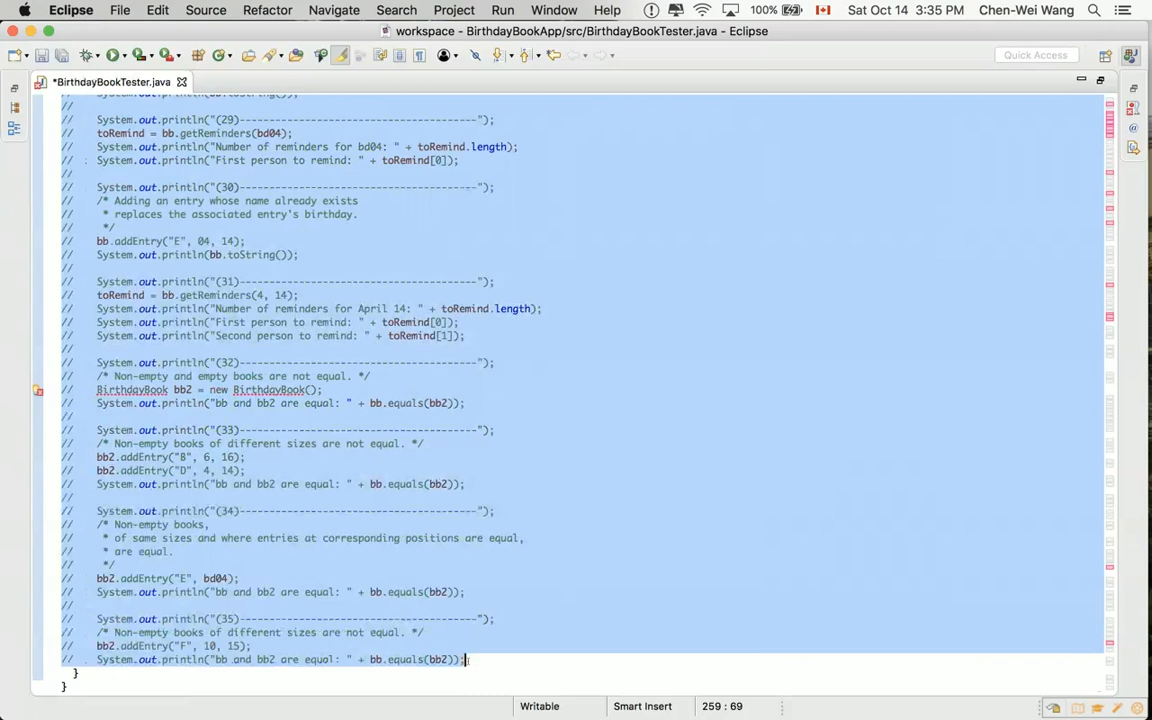 Eclipse File Edit Source Refactor Navigate Search Project Run Window Help 100% Sat Oct 14 3:35 PM Chen-Wei Wang
workspace - BirthdayBookApp/src/BirthdayBookTester.java - Eclipse
Quick Access
*BirthdayBookTester.java
// System.out.println(bb.toString());
//
// System.out.println("(29)----------------------------------------");
// toRemind = bb.getReminders(bd04);
// System.out.println("Number of reminders for bd04: " + toRemind.length);
// System.out.println("First person to remind: " + toRemind[0]);
//
// System.out.println("(30)----------------------------------------");
// /* Adding an entry whose name already exists
// * replaces the associated entry's birthday.
// */
// bb.addEntry("E", 04, 14);
// System.out.println(bb.toString());
//
// System.out.println("(31)----------------------------------------");
// toRemind = bb.getReminders(4, 14);
// System.out.println("Number of reminders for April 14: " + toRemind.length);
// System.out.println("First person to remind: " + toRemind[0]);
// System.out.println("Second person to remind: " + toRemind[1]);
//
// System.out.println("(32)----------------------------------------");
// /* Non-empty and empty books are not equal. */
// BirthdayBook bb2 = new BirthdayBook();
// System.out.println("bb and bb2 are equal: " + bb.equals(bb2));
//
// System.out.println("(33)----------------------------------------");
// /* Non-empty books of different sizes are not equal. */
// bb2.addEntry("B", 6, 16);
// bb2.addEntry("D", 4, 14);
// System.out.println("bb and bb2 are equal: " + bb.equals(bb2));
//
// System.out.println("(34)----------------------------------------");
// /* Non-empty books,
// * of same sizes and where entries at corresponding positions are equal,
// * are equal.
// */
// bb2.addEntry("E", bd04);
// System.out.println("bb and bb2 are equal: " + bb.equals(bb2));
//
// System.out.println("(35)----------------------------------------");
// /* Non-empty books of different sizes are not equal. */
// bb2.addEntry("F", 10, 15);
// System.out.println("bb and bb2 are equal: " + bb.equals(bb2));
}
}
Writable Smart Insert 259 : 69